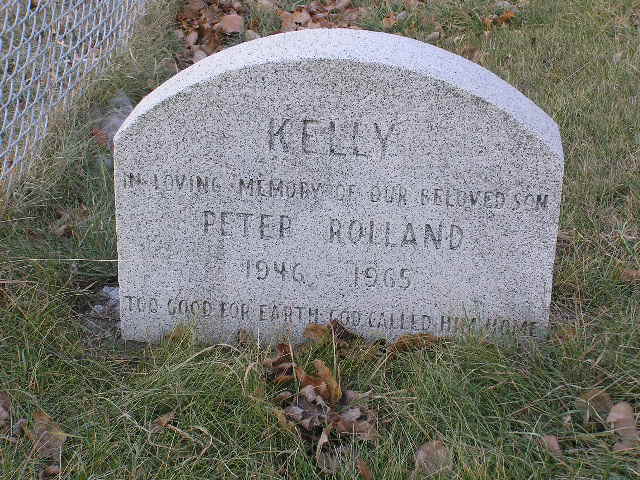 KELLY
IN LOVING MEMORY OF OUR BELOVED SON
PETER ROLLAND
1946 1965
TOO GOOD FOR EARTH GOD CALLED HIM HOME